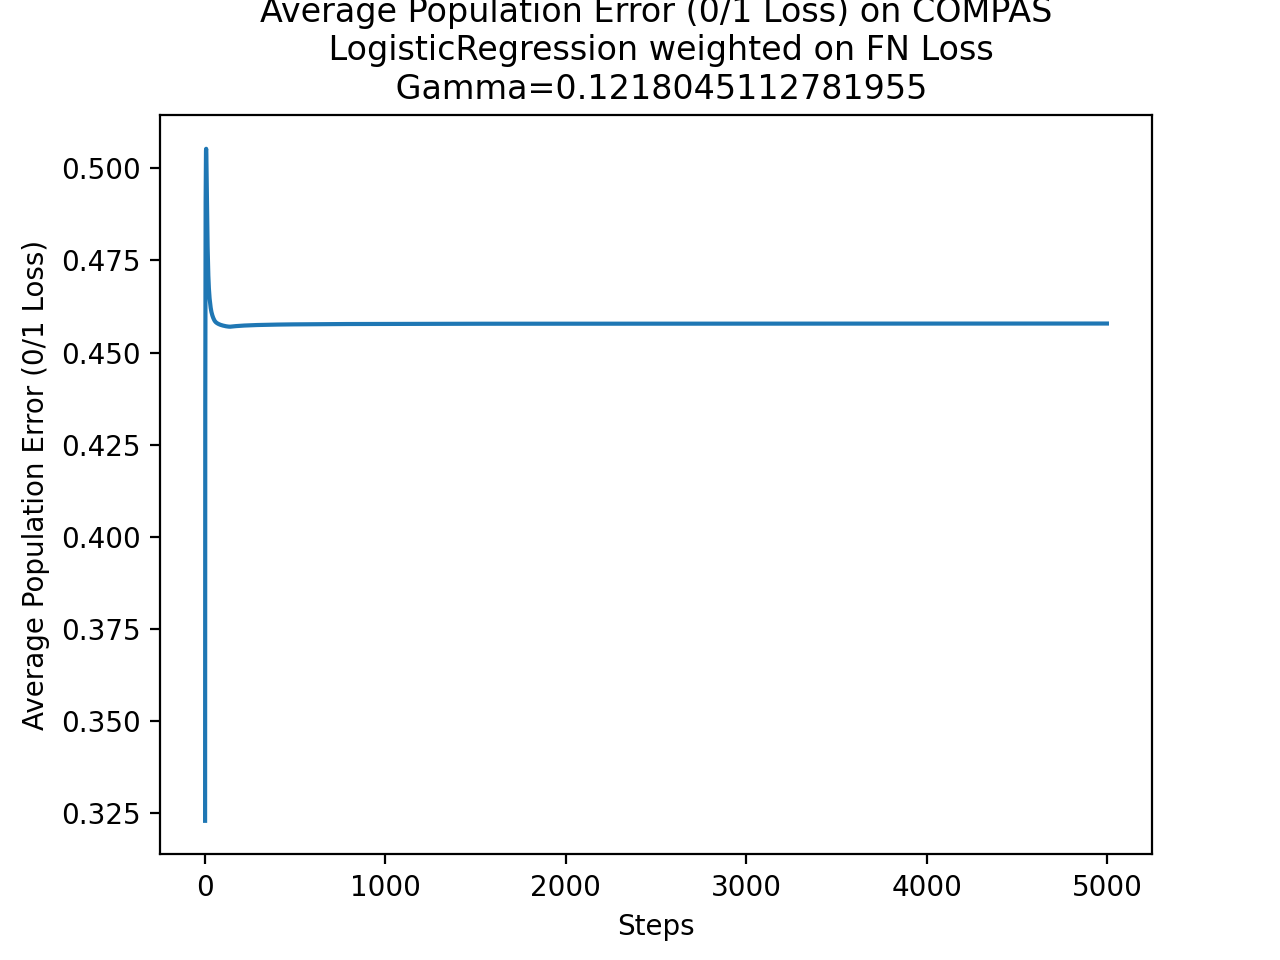 Average Population Error (0/1 Loss) on COMPAS
LogisticRegression weighted on FN Loss
Gamma=0.1218045112781955
Average Population Error (0/1 Loss)
0.500
0.475
0.450
0.425
0.400
0.375
0.350
0.325
0
1000
2000
3000
4000
5000
Steps